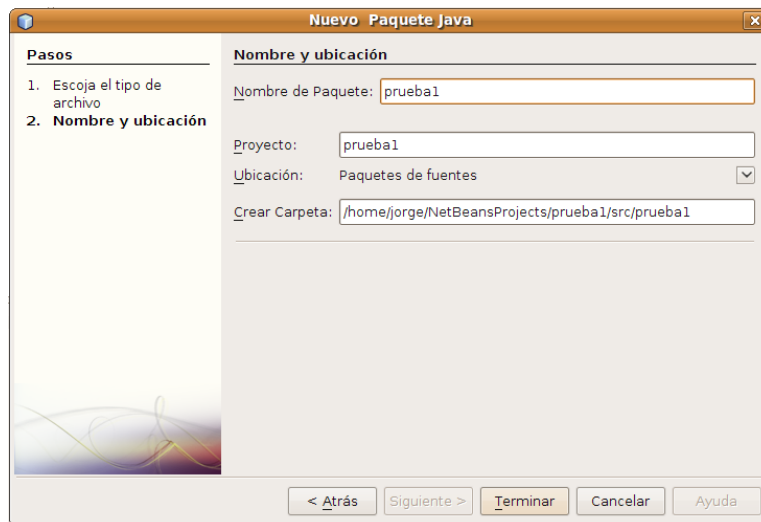 Nuevo Paquete Java
Pasos
1. Escoja el tipo de
archivo
2. Nombre y ubicación
Nombre y ubicación
Nombre de Paquete: prueba1
Proyecto: prueba1
Ubicación: Paquetes de fuentes
Crear Carpeta: /home/jorge/NetBeansProjects/prueba1/src/prueba1
< Atrás Siguiente > Terminar Cancelar Ayuda